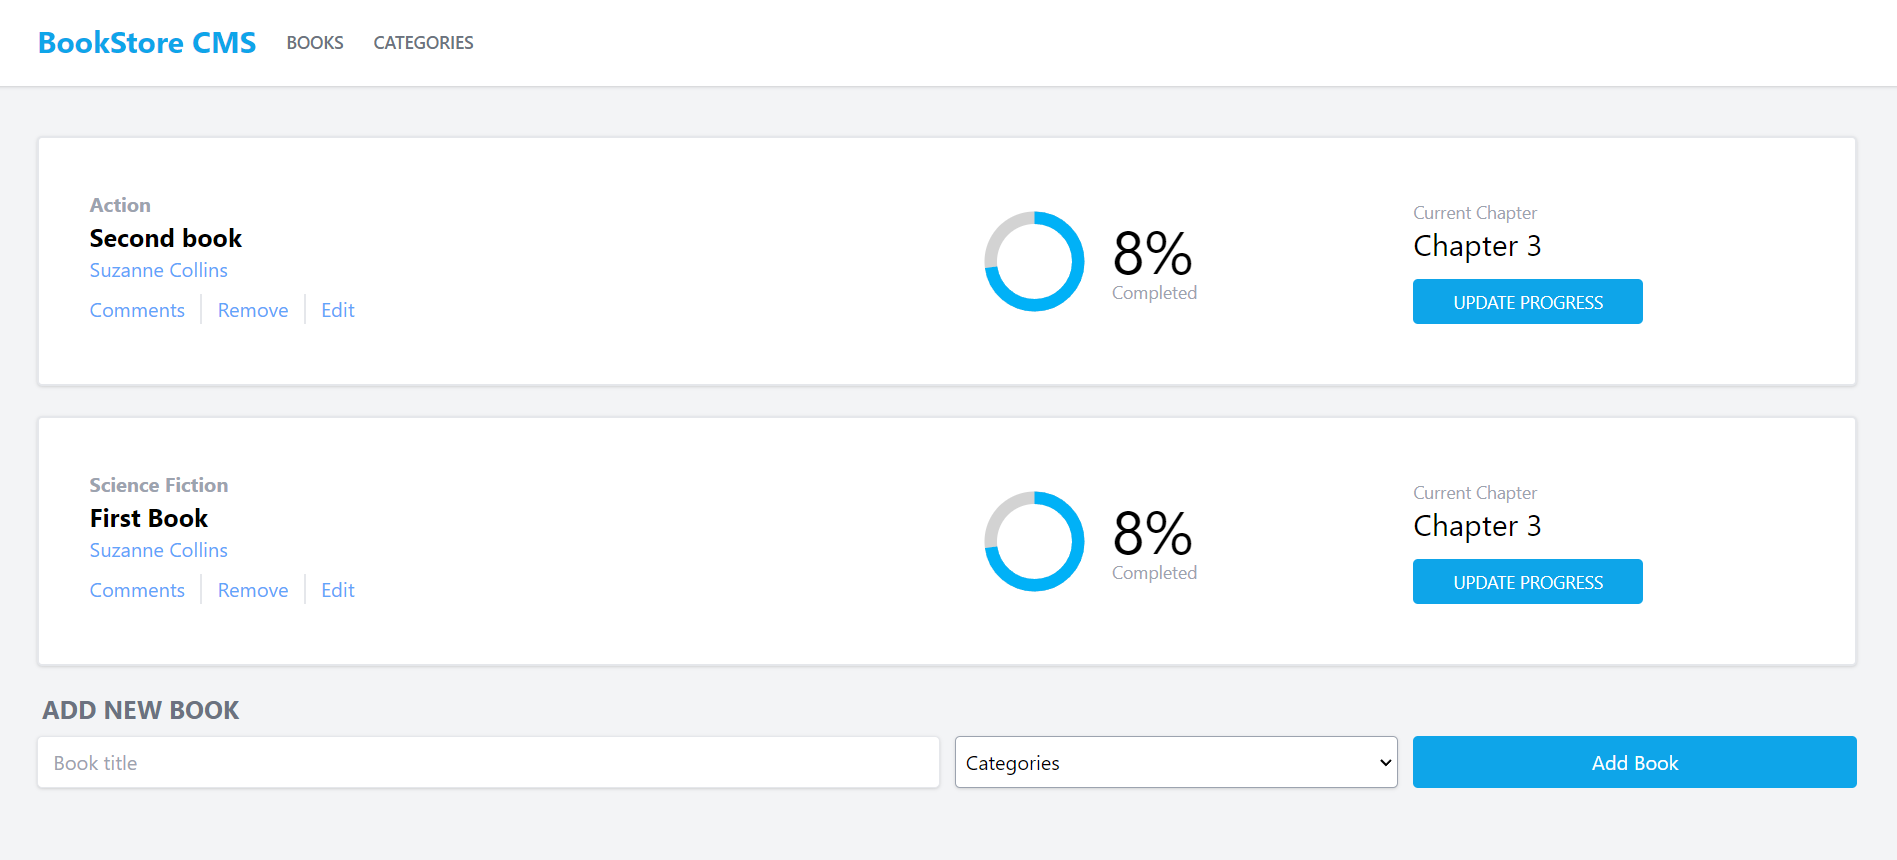 BookStore CMS BOOKS CATEGORIES
Action
Second book
Suzanne Collins
Comments Remove Edit
8%
Completed
Current Chapter
Chapter 3
UPDATE PROGRESS
Science Fiction
First Book
Suzanne Collins
Comments Remove Edit
8%
Completed
Current Chapter
Chapter 3
UPDATE PROGRESS
ADD NEW BOOK
Book title
Categories
Add Book